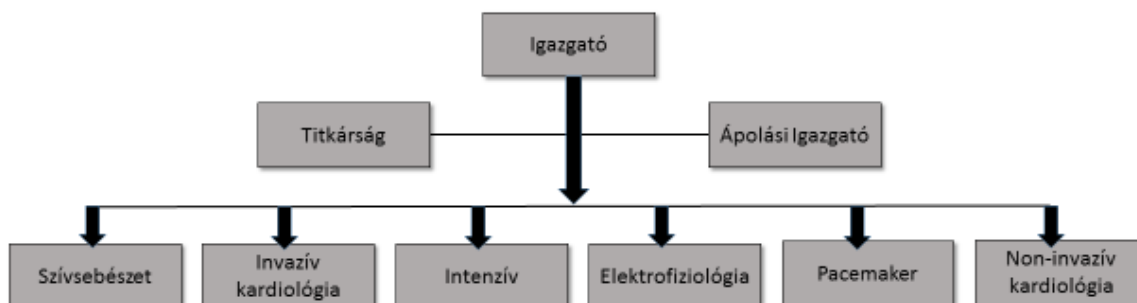 Igazgató
Titkárság
Ápolási Igazgató
Szívsebészet
Invazív
kardiológia
Intenzív
Elektrofiziológia
Pacemaker
Non-invazív
kardiológia